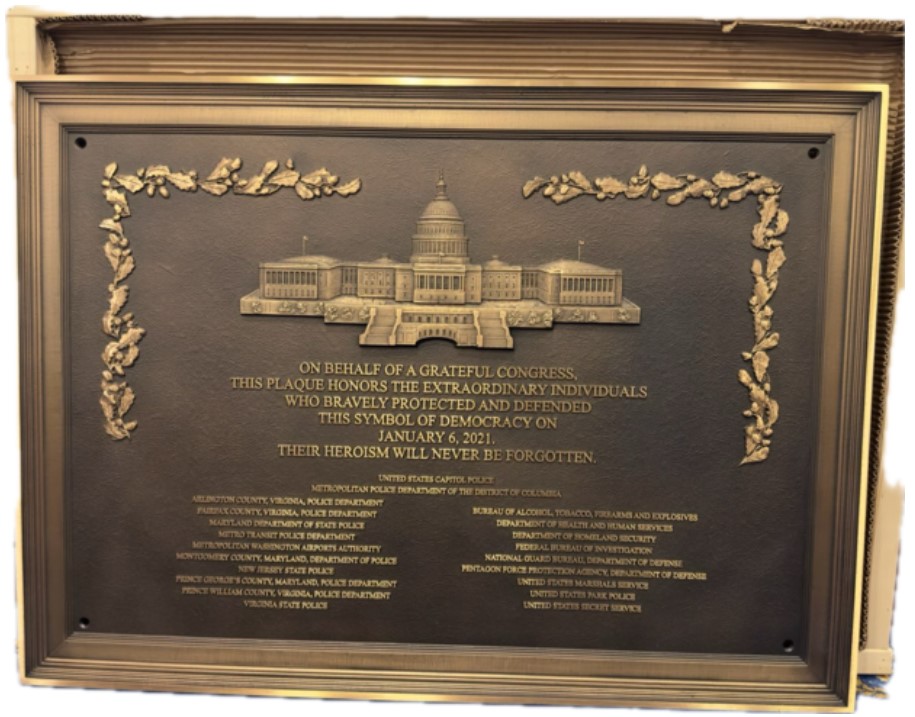 ON BEHALF OF A GRATEFUL CONGRESS,
THIS PLAQUE HONORS THE EXTRAORDINARY INDIVIDUALS
WHO BRAVELY PROTECTED AND DEFENDED
THIS SYMBOL OF DEMOCRACY ON
JANUARY 6, 2021.
THEIR HEROISM WILL NEVER BE FORGOTTEN.
UNITED STATES CAPITOL POLICE
METROPOLITAN POLICE DEPARTMENT OF THE DISTRICT OF COLUMBIA
ARLINGTON COUNTY, VIRGINIA, POLICE DEPARTMENT
FAIRFAX COUNTY, VIRGINIA, POLICE DEPARTMENT
MARYLAND DEPARTMENT OF STATE POLICE
METRO TRANSIT POLICE DEPARTMENT
METROPOLITAN WASHINGTON AIRPORTS AUTHORITY
MONTGOMERY COUNTY, MARYLAND, DEPARTMENT OF POLICE
NEW JERSEY STATE POLICE
PRINCE GEORGE'S COUNTY, MARYLAND, POLICE DEPARTMENT
PRINCE WILLIAM COUNTY, VIRGINIA, POLICE DEPARTMENT
VIRGINIA STATE POLICE
BUREAU OF ALCOHOL, TOBACCO, FIREARMS AND EXPLOSIVES
DEPARTMENT OF HEALTH AND HUMAN SERVICES
DEPARTMENT OF HOMELAND SECURITY
FEDERAL BUREAU OF INVESTIGATION
NATIONAL GUARD BUREAU, DEPARTMENT OF DEFENSE
PENTAGON FORCE PROTECTION AGENCY, DEPARTMENT OF DEFENSE
UNITED STATES MARSHALS SERVICE
UNITED STATES PARK POLICE
UNITED STATES SECRET SERVICE